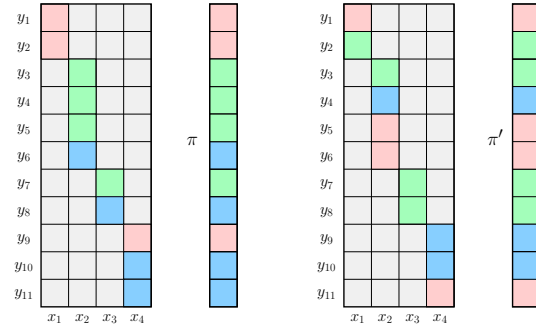 y₁ y₁
y₂ y₂
y₃ y₃
y₄ y₄
y₅ y₅
π π′
y₆ y₆
y₇ y₇
y₈ y₈
y₉ y₉
y₁₀ y₁₀
y₁₁ y₁₁
x₁ x₂ x₃ x₄ x₁ x₂ x₃ x₄